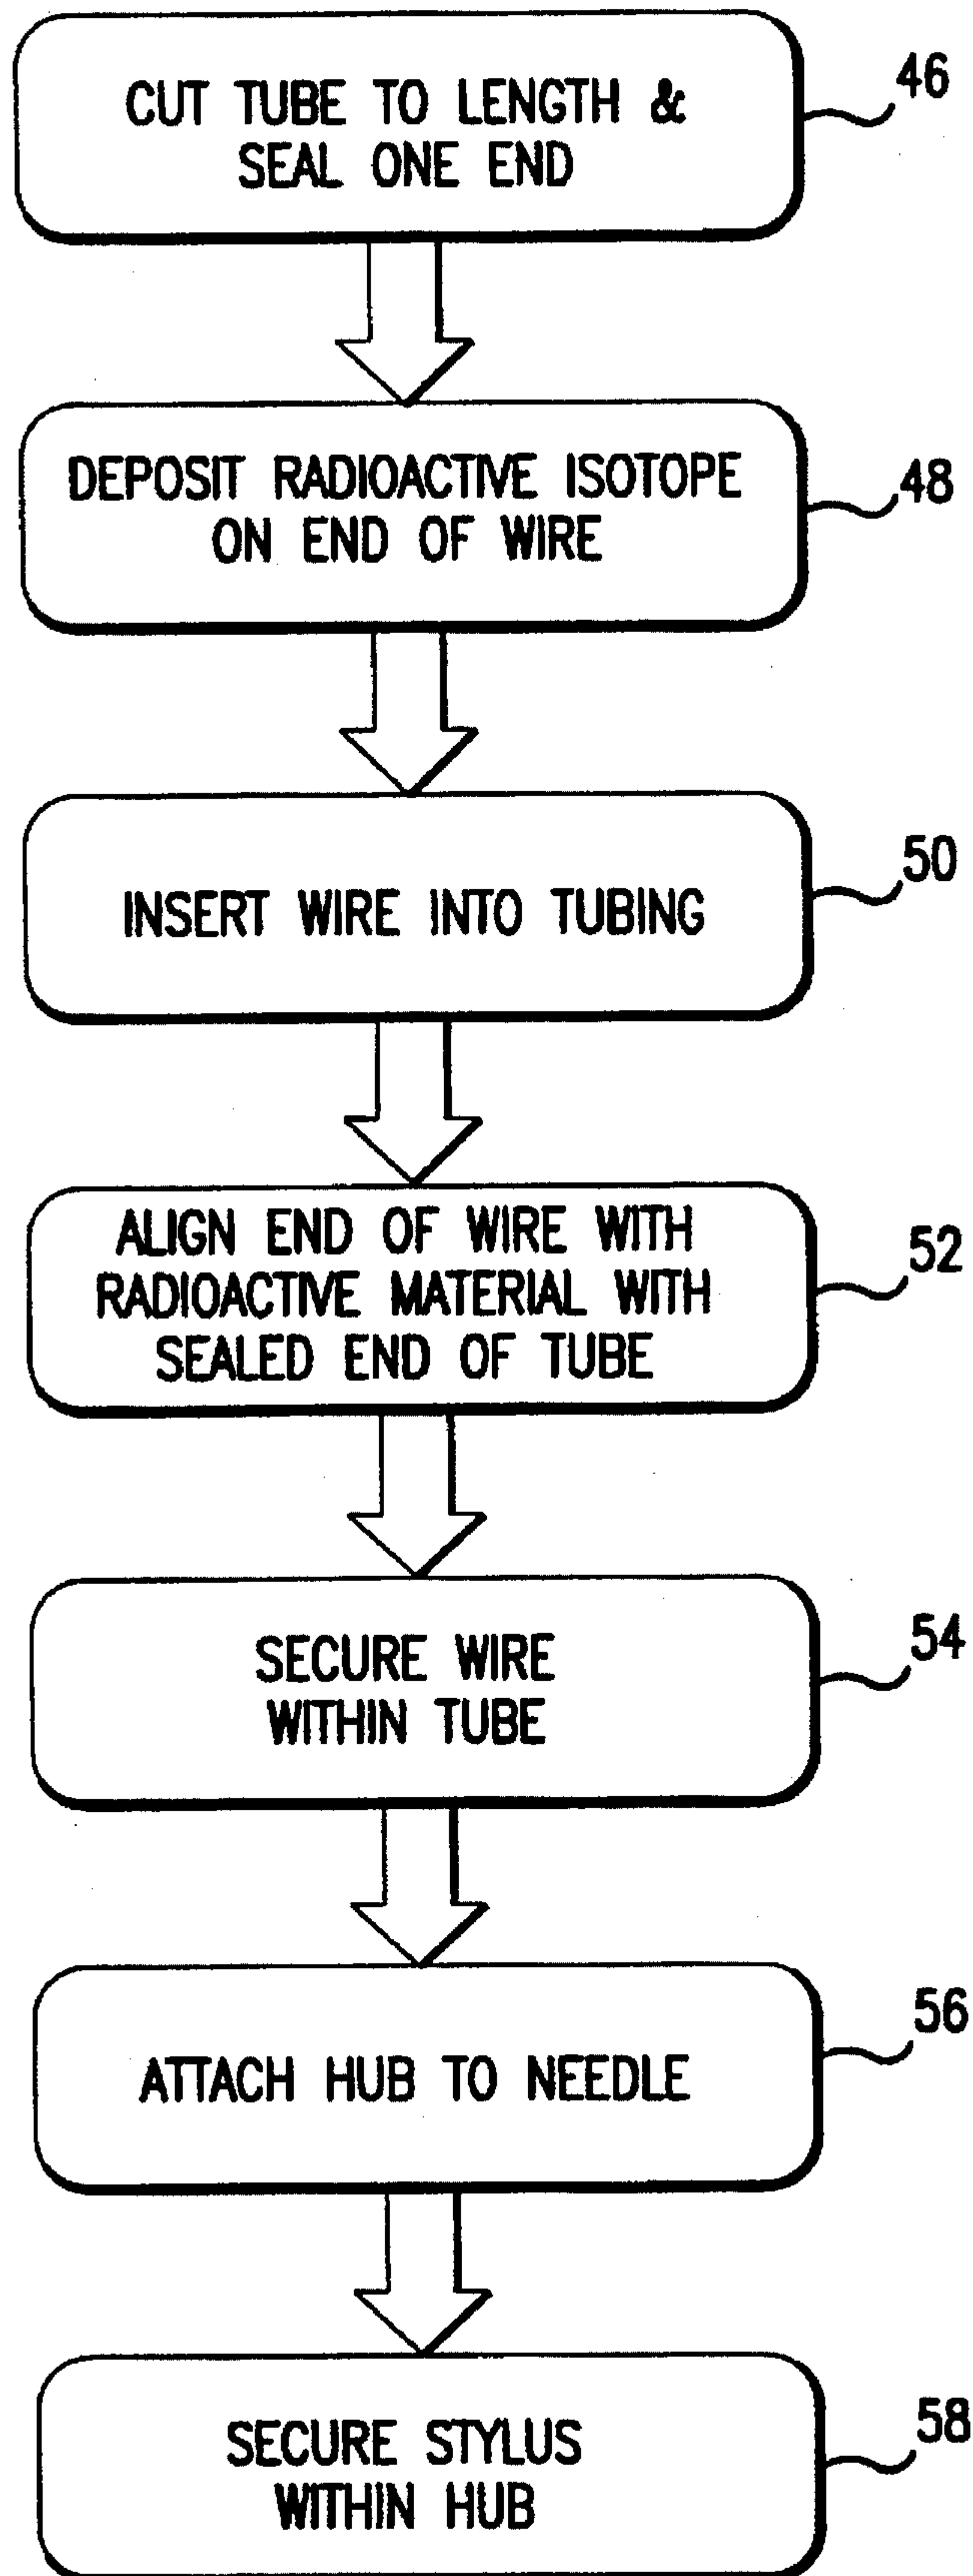 CUT TUBE TO LENGTH &
SEAL ONE END
46
DEPOSIT RADIOACTIVE ISOTOPE
ON END OF WIRE
48
INSERT WIRE INTO TUBING
50
ALIGN END OF WIRE WITH
RADIOACTIVE MATERIAL WITH
SEALED END OF TUBE
52
SECURE WIRE
WITHIN TUBE
54
ATTACH HUB TO NEEDLE
56
SECURE STYLUS
WITHIN HUB
58